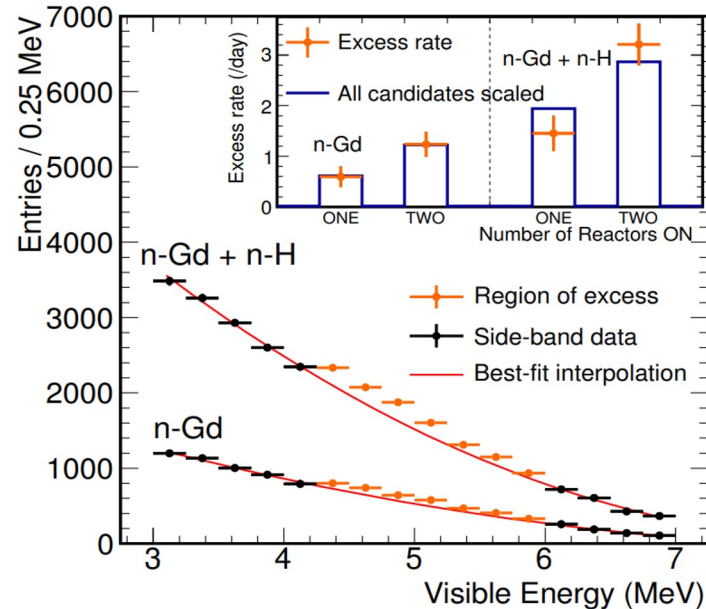 7000
6000
5000
4000
3000
2000
1000
0
Entries / 0.25 MeV
3
2
1
0
Excess rate (/day)
Excess rate
All candidates scaled
n-Gd
n-Gd + n-H
ONE
TWO
ONE
TWO
Number of Reactors ON
n-Gd + n-H
n-Gd
Region of excess
Side-band data
Best-fit interpolation
3
4
5
6
7
Visible Energy (MeV)